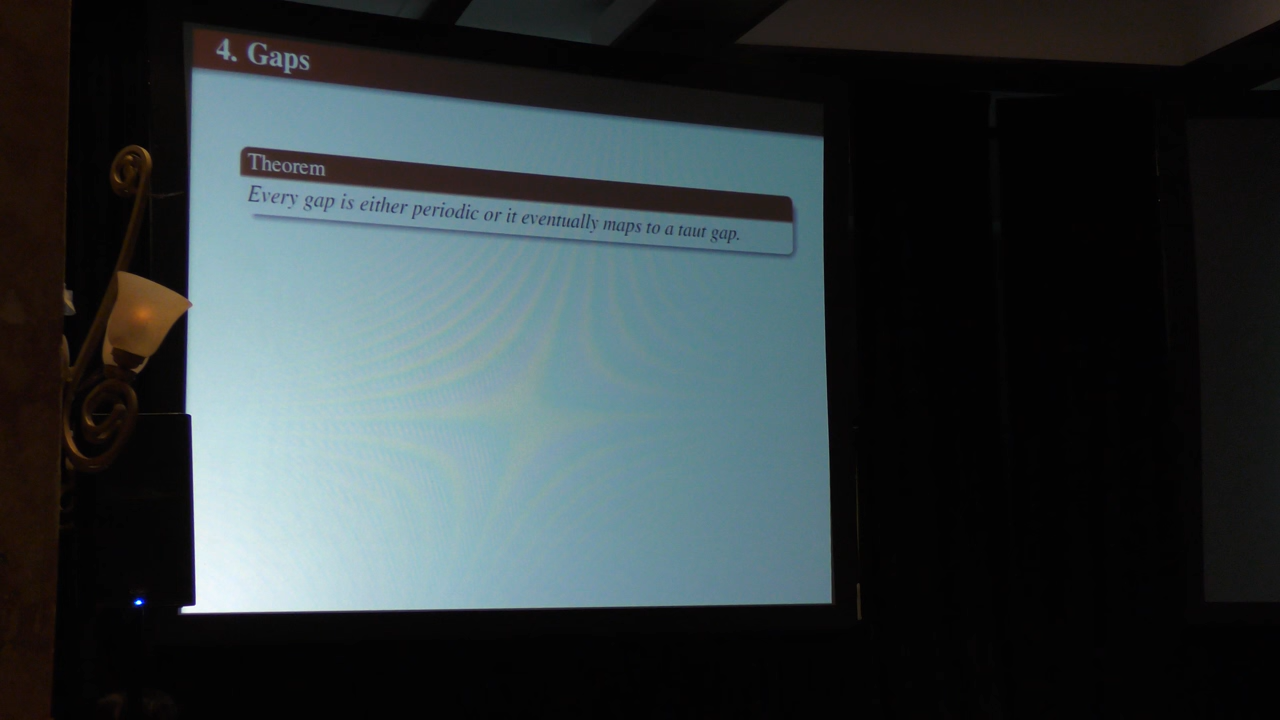 4. Gaps
Theorem
Every gap is either periodic or it eventually maps to a taut gap.